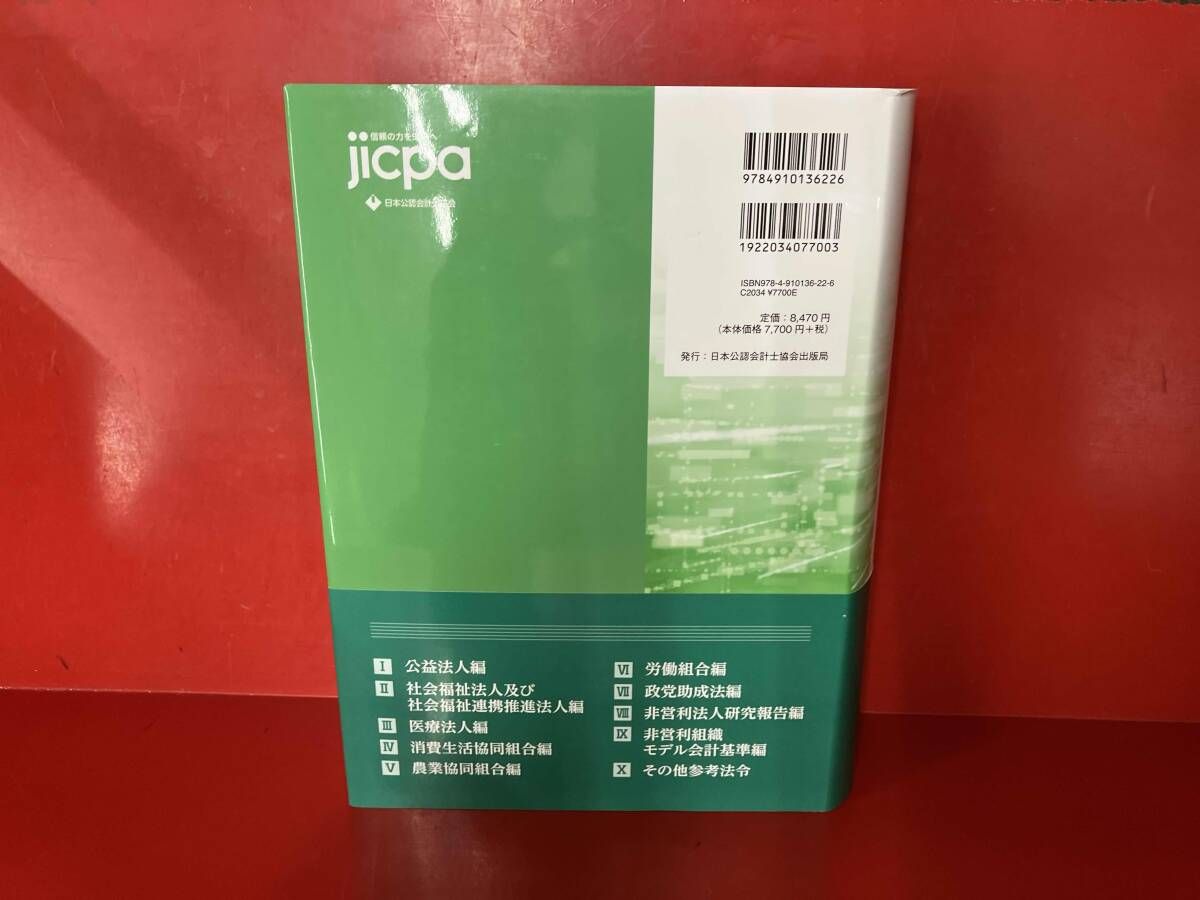 信頼の力を
jicpa
日本公認会計士協会
9784910136226
1922034077003
ISBN978-4-910136-22-6
C2034 ¥7700E
定価：8,470円
（本体価格7,700円＋税）
発行：日本公認会計士協会出版局
Ⅰ 公益法人編
Ⅱ 社会福祉法人及び
社会福祉連携推進法人編
Ⅲ 医療法人編
Ⅳ 消費生活協同組合編
Ⅴ 農業協同組合編
Ⅵ 労働組合編
Ⅶ 政党助成法編
Ⅷ 非営利法人研究報告編
Ⅸ 非営利組織
モデル会計基準編
Ⅹ その他参考法令